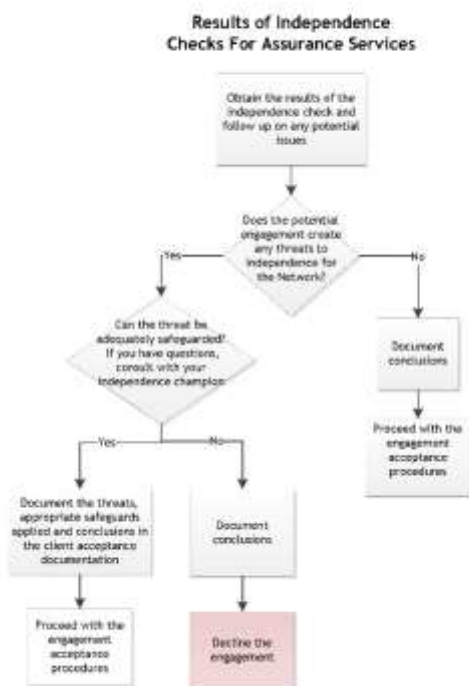 Results of Independence
Checks For Assurance Services
Obtain the results of the
independence check and
follow up on any potential
issues
Does the potential
engagement create
any threats to
independence for
the Network?
Yes
No
Can the threat be
adequately safeguarded?
If you have questions,
consult with your
independence champion
Document
conclusions
Proceed with the
engagement
acceptance
procedures
Yes
No
Document the threats,
appropriate safeguards
applied and conclusions in
the client acceptance
documentation
Document
conclusions
Proceed with the
engagement
acceptance
procedures
Decline the
engagement